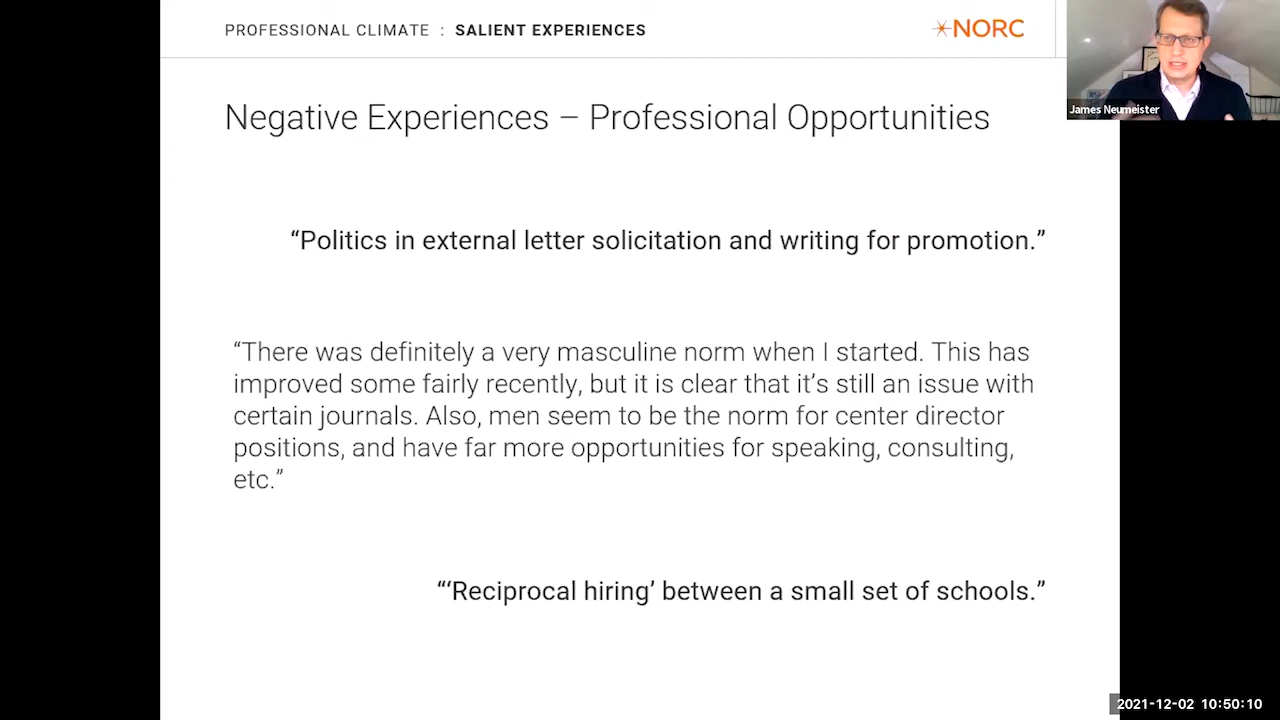 PROFESSIONAL CLIMATE : SALIENT EXPERIENCES
NORC
James Neumeister
Negative Experiences – Professional Opportunities
“Politics in external letter solicitation and writing for promotion.”
“There was definitely a very masculine norm when I started. This has
improved some fairly recently, but it is clear that it’s still an issue with
certain journals. Also, men seem to be the norm for center director
positions, and have far more opportunities for speaking, consulting,
etc.”
“‘Reciprocal hiring’ between a small set of schools.”
2021-12-02 10:50:10